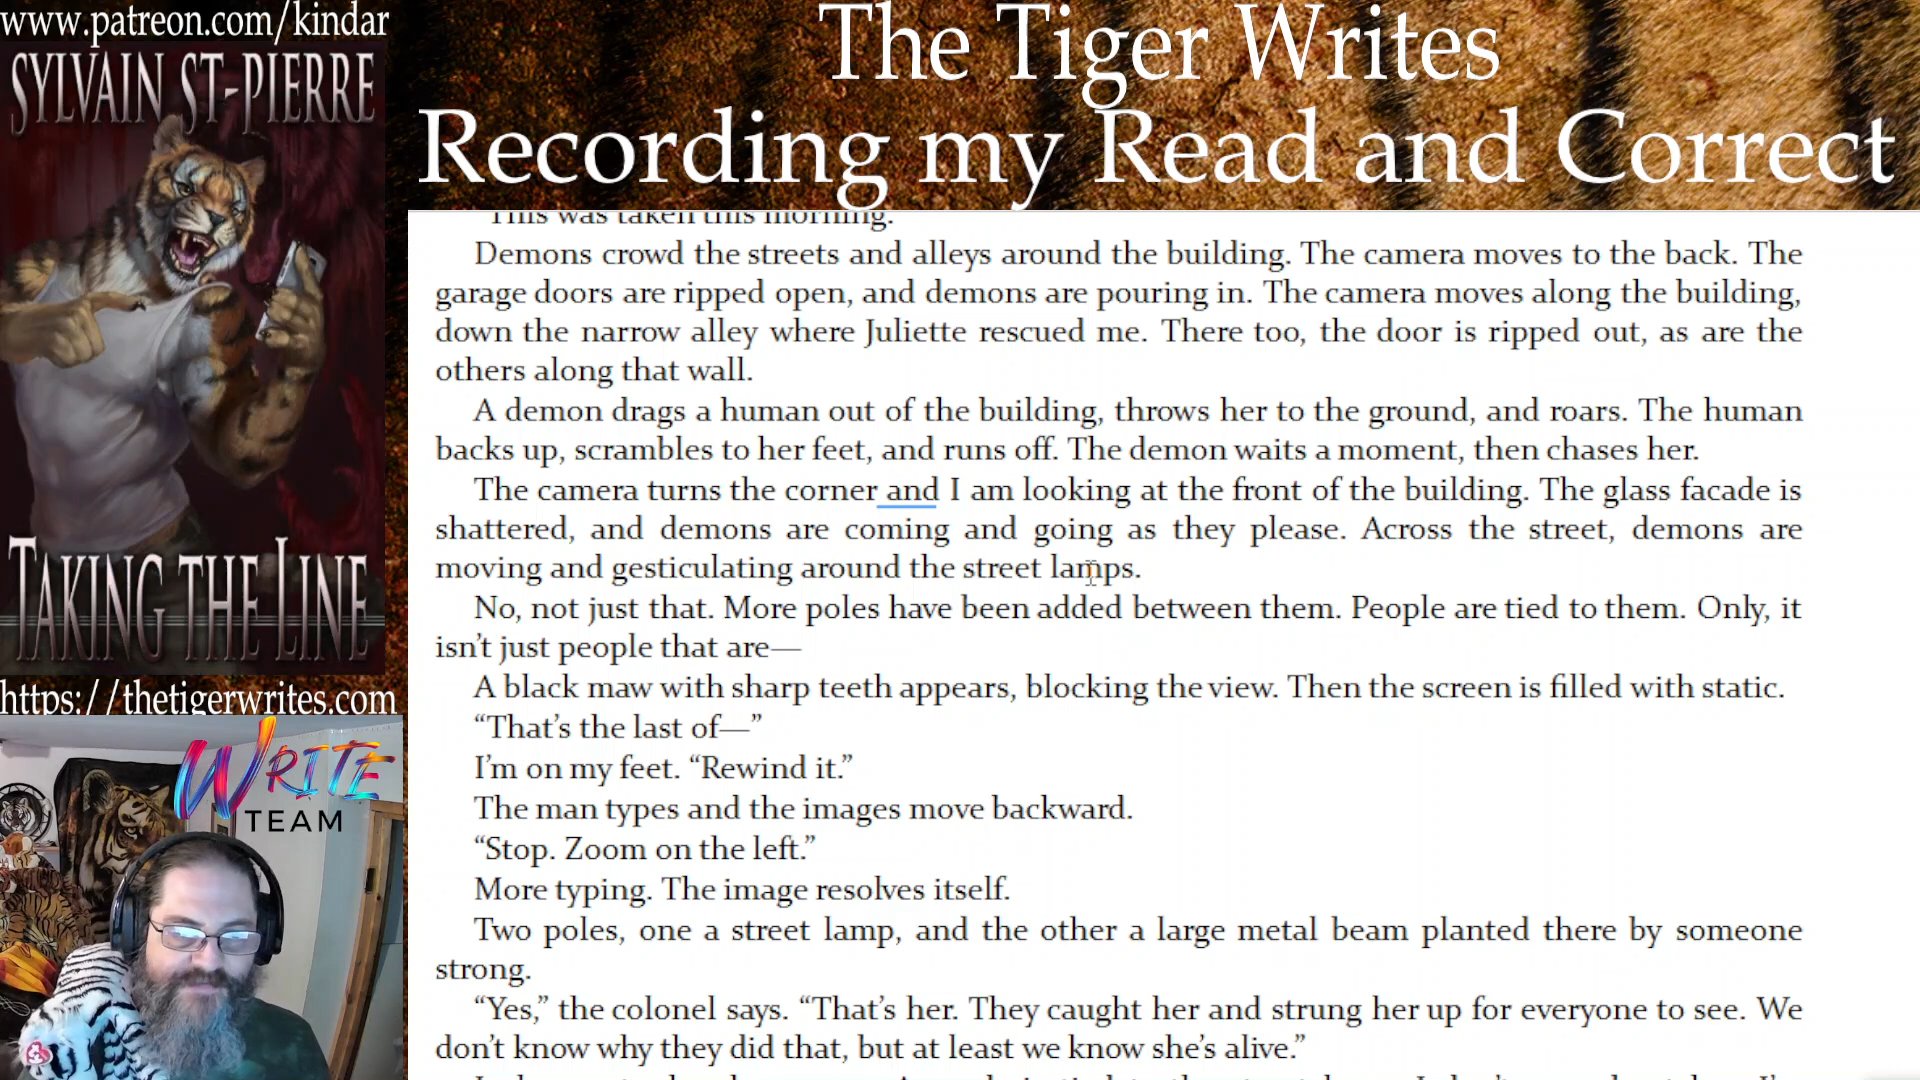 www.patreon.com/kindar
SYLVAIN ST-PIERRE
TAKING THE LINE
https://thetigerwrites.com
WRITE
TEAM
The Tiger Writes
Recording my Read and Correct
This was taken this morning.
Demons crowd the streets and alleys around the building. The camera moves to the back. The
garage doors are ripped open, and demons are pouring in. The camera moves along the building,
down the narrow alley where Juliette rescued me. There too, the door is ripped out, as are the
others along that wall.
A demon drags a human out of the building, throws her to the ground, and roars. The human
backs up, scrambles to her feet, and runs off. The demon waits a moment, then chases her.
The camera turns the corner and I am looking at the front of the building. The glass facade is
shattered, and demons are coming and going as they please. Across the street, demons are
moving and gesticulating around the street lamps.
No, not just that. More poles have been added between them. People are tied to them. Only, it
isn’t just people that are—
A black maw with sharp teeth appears, blocking the view. Then the screen is filled with static.
“That’s the last of—”
I’m on my feet. “Rewind it.”
The man types and the images move backward.
“Stop. Zoom on the left.”
More typing. The image resolves itself.
Two poles, one a street lamp, and the other a large metal beam planted there by someone
strong.
“Yes,” the colonel says. “That’s her. They caught her and strung her up for everyone to see. We
don’t know why they did that, but at least we know she’s alive.”